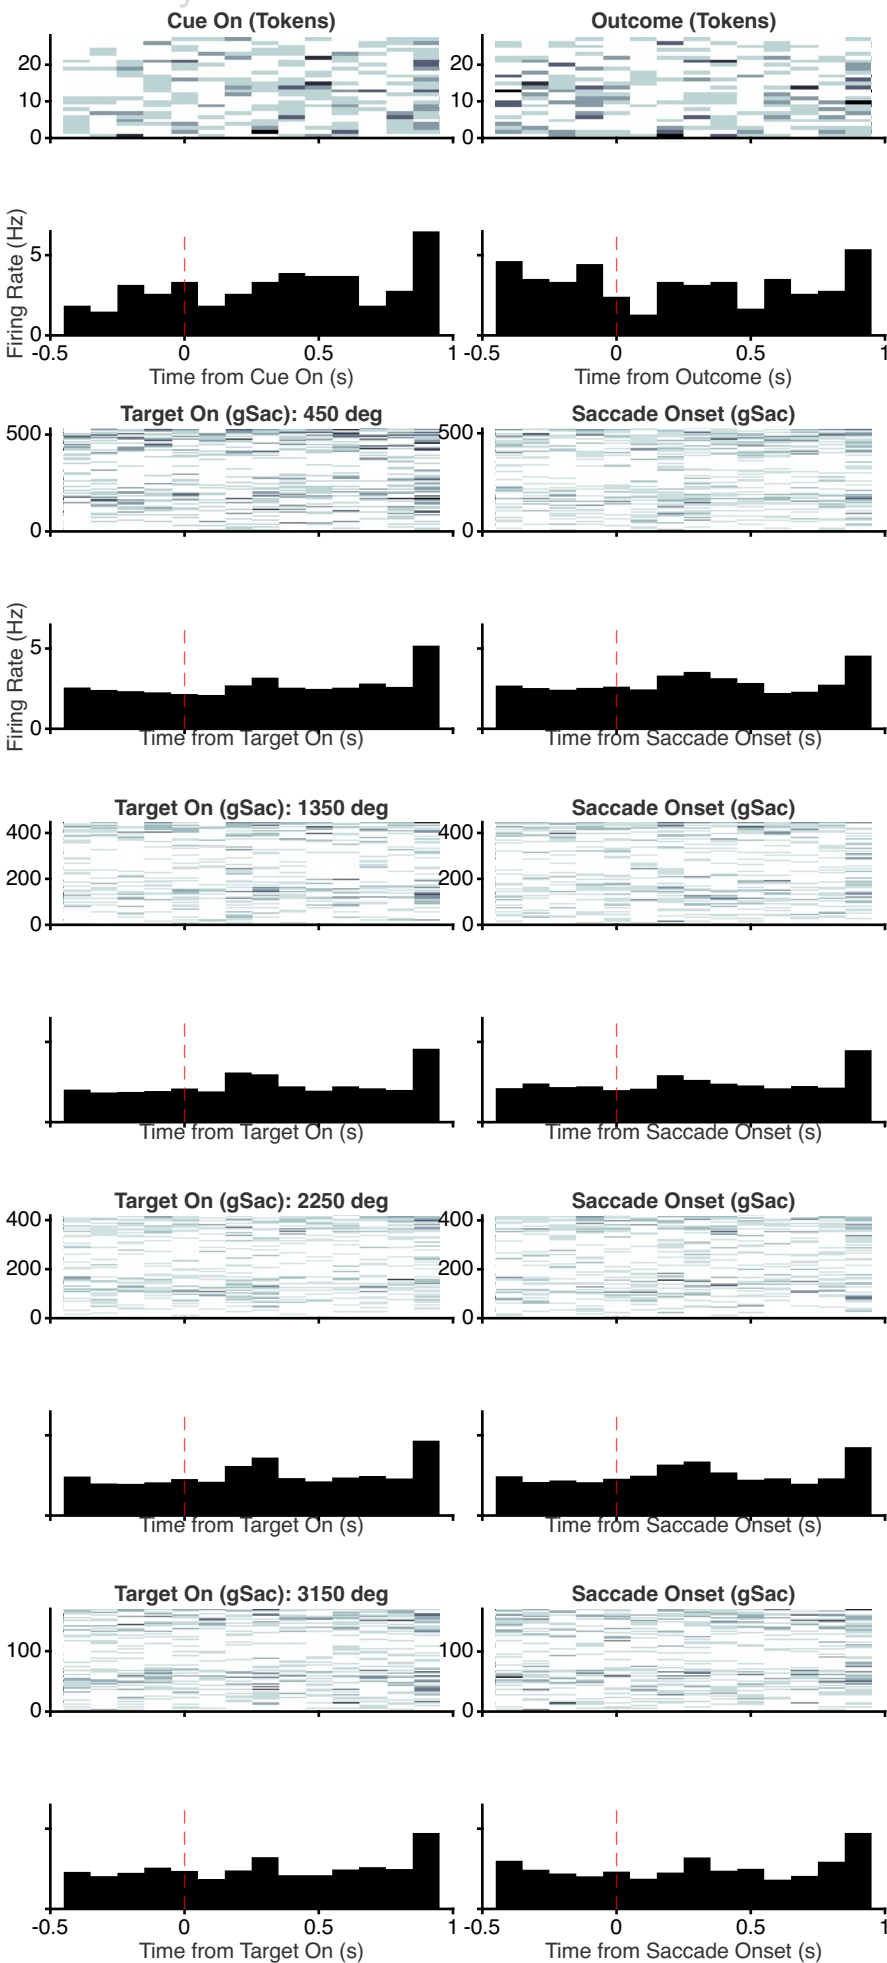 Cue On (Tokens) Outcome (Tokens)
20 20
10 10
0 0
Firing Rate (Hz)
5
0
-0.5 0 0.5 1 -0.5 0 0.5 1
Time from Cue On (s) Time from Outcome (s)
Target On (gSac): 450 deg Saccade Onset (gSac)
500 500
0 0
Firing Rate (Hz)
5
0
Time from Target On (s) Time from Saccade Onset (s)
Target On (gSac): 1350 deg Saccade Onset (gSac)
400 400
200 200
0 0
Time from Target On (s) Time from Saccade Onset (s)
Target On (gSac): 2250 deg Saccade Onset (gSac)
400 400
200 200
0 0
Time from Target On (s) Time from Saccade Onset (s)
Target On (gSac): 3150 deg Saccade Onset (gSac)
100 100
0 0
-0.5 0 0.5 1 -0.5 0 0.5 1
Time from Target On (s) Time from Saccade Onset (s)